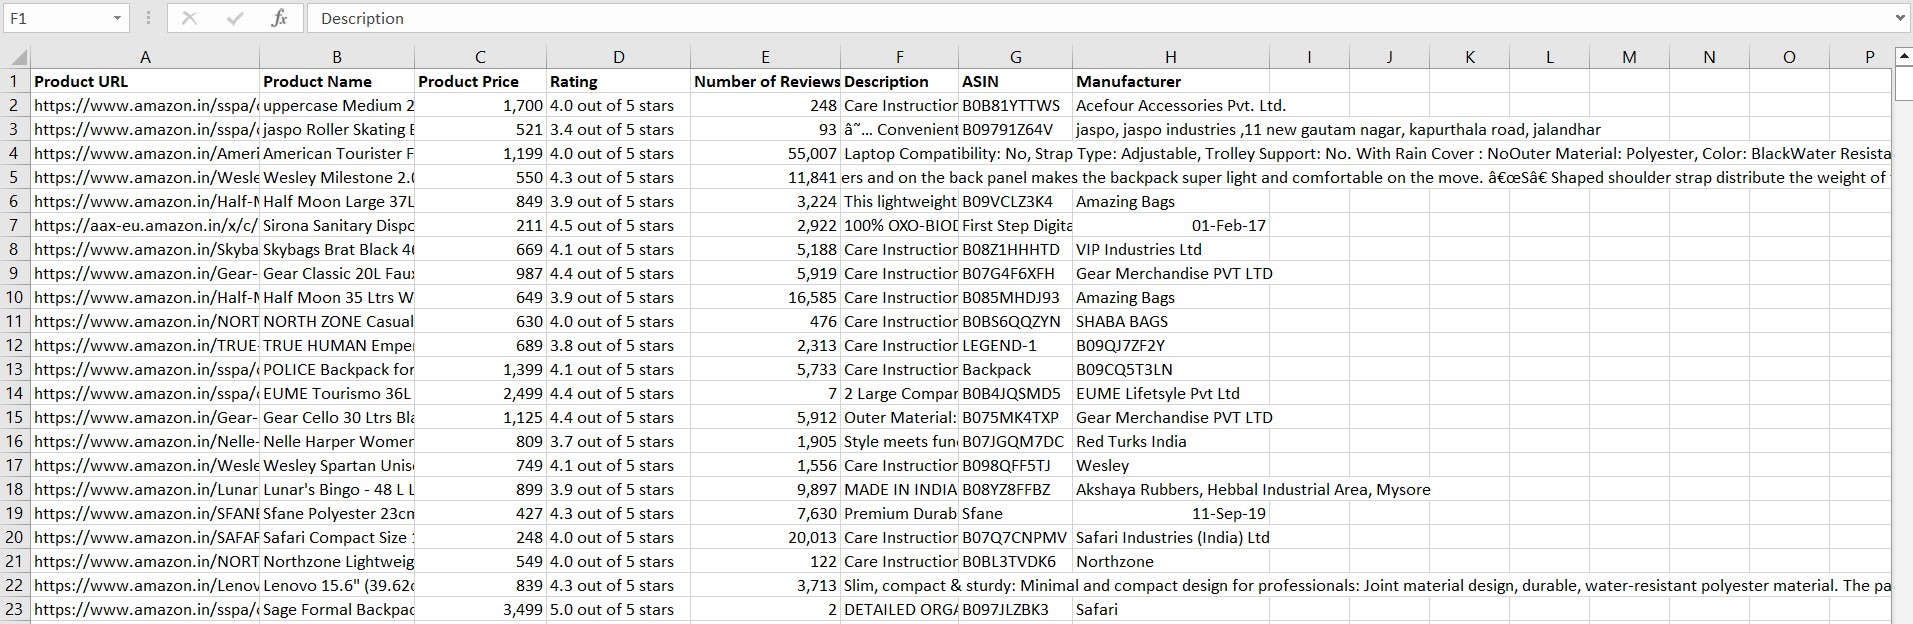 F1 fx Description
A B C D E F G H I J K L M N O P
1 Product URL Product Name Product Price Rating Number of Reviews Description ASIN Manufacturer
2 https://www.amazon.in/sspa/ uppercase Medium 2 1,700 4.0 out of 5 stars 248 Care Instruction B0B81YTTWS Acefour Accessories Pvt. Ltd.
3 https://www.amazon.in/sspa/ jaspo Roller Skating 521 3.4 out of 5 stars 93 â˜… Convenient B09791Z64V jaspo, jaspo industries ,11 new gautam nagar, kapurthala road, jalandhar
4 https://www.amazon.in/Ameri American Tourister F 1,199 4.0 out of 5 stars 55,007 Laptop Compatibility: No, Strap Type: Adjustable, Trolley Support: No. With Rain Cover : NoOuter Material: Polyester, Color: BlackWater Resista
5 https://www.amazon.in/Wesle Wesley Milestone 2.0 550 4.3 out of 5 stars 11,841 ers and on the back panel makes the backpack super light and comfortable on the move. â€œSâ€ Shaped shoulder strap distribute the weight of
6 https://www.amazon.in/Half-M Half Moon Large 37L 849 3.9 out of 5 stars 3,224 This lightweight B09VCLZ3K4 Amazing Bags
7 https://aax-eu.amazon.in/x/c/ Sirona Sanitary Dispo 211 4.5 out of 5 stars 2,922 100% OXO-BIOD First Step Digita 01-Feb-17
8 https://www.amazon.in/Skyba Skybags Brat Black 46 669 4.1 out of 5 stars 5,188 Care Instruction B08Z1HHHTD VIP Industries Ltd
9 https://www.amazon.in/Gear- Gear Classic 20L Faux 987 4.4 out of 5 stars 5,919 Care Instruction B07G4F6XFH Gear Merchandise PVT LTD
10 https://www.amazon.in/Half-M Half Moon 35 Ltrs W 649 3.9 out of 5 stars 16,585 Care Instruction B085MHDJ93 Amazing Bags
11 https://www.amazon.in/NORT NORTH ZONE Casual 630 4.0 out of 5 stars 476 Care Instruction B0BS6QQZYN SHABA BAGS
12 https://www.amazon.in/TRUE- TRUE HUMAN Empe 689 3.8 out of 5 stars 2,313 Care Instruction LEGEND-1 B09QJ7ZF2Y
13 https://www.amazon.in/sspa/ POLICE Backpack for 1,399 4.1 out of 5 stars 5,733 Care Instruction Backpack B09CQ5T3LN
14 https://www.amazon.in/sspa/ EUME Tourismo 36L 2,499 4.4 out of 5 stars 7 2 Large Compar B0B4JQSMD5 EUME Lifetsyle Pvt Ltd
15 https://www.amazon.in/Gear- Gear Cello 30 Ltrs Bla 1,125 4.4 out of 5 stars 5,912 Outer Material: B075MK4TXP Gear Merchandise PVT LTD
16 https://www.amazon.in/Nelle- Nelle Harper Women 809 3.7 out of 5 stars 1,905 Style meets fun B07JGQM7DC Red Turks India
17 https://www.amazon.in/Wesle Wesley Spartan Unis 749 4.1 out of 5 stars 1,556 Care Instruction B098QFF5TJ Wesley
18 https://www.amazon.in/Lunar Lunar's Bingo - 48 L L 899 3.9 out of 5 stars 9,897 MADE IN INDIA B08YZ8FFBZ Akshaya Rubbers, Hebbal Industrial Area, Mysore
19 https://www.amazon.in/SFANE Sfane Polyester 23cm 427 4.3 out of 5 stars 7,630 Premium Durab Sfane 11-Sep-19
20 https://www.amazon.in/SAFAR Safari Compact Size 248 4.0 out of 5 stars 20,013 Care Instruction B07Q7CNPMV Safari Industries (India) Ltd
21 https://www.amazon.in/NORT Northzone Lightweig 549 4.0 out of 5 stars 122 Care Instruction B0BL3TVDK6 Northzone
22 https://www.amazon.in/Lenov Lenovo 15.6" (39.62c 839 4.3 out of 5 stars 3,713 Slim, compact & sturdy: Minimal and compact design for professionals: Joint material design, durable, water-resistant polyester material. The pa
23 https://www.amazon.in/sspa/ Sage Formal Backpac 3,499 5.0 out of 5 stars 2 DETAILED ORGA B097JLZBK3 Safari